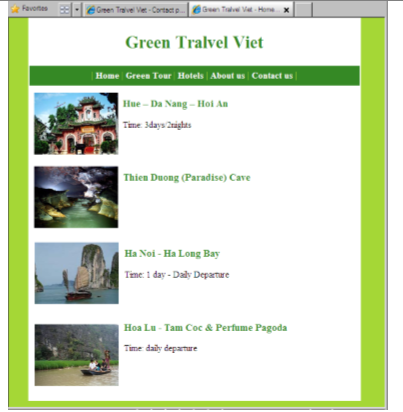 Favorites Green Tralvel Viet - Contact p... Green Tralvel Viet - Home...
Green Tralvel Viet
| Home | Green Tour | Hotels | About us | Contact us |
Hue – Da Nang – Hoi An
Time: 3days/2nights
Thien Duong (Paradise) Cave
Ha Noi - Ha Long Bay
Time: 1 day - Daily Departure
Hoa Lu - Tam Coc & Perfume Pagoda
Time: daily departure